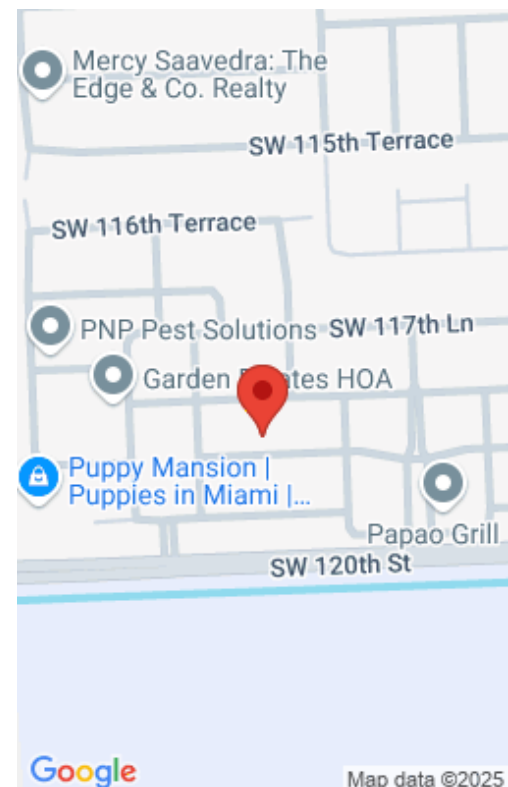 Mercy Saavedra: The
Edge & Co. Realty
SW 115th Terrace
SW 116th Terrace
PNP Pest Solutions
SW 117th Ln
Garden Estates HOA
Puppy Mansion |
Puppies in Miami |...
Papao Grill
SW 120th St
Google
Map data ©2025